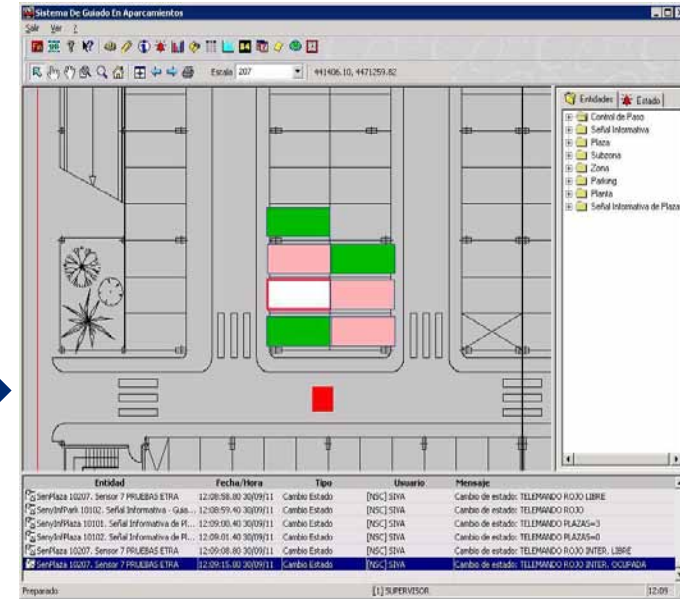 Sistema De Guiado En Aparcamientos
Salir Ver ?
Escala 207 441406.10, 4471259.82
Entidades Estado
Control de Paso
Señal Informativa
Plaza
Subzona
Zona
Parking
Planta
Señal Informativa de Plaza
Entidad Fecha/Hora Tipo Usuario Mensaje
SenPlaza 10207. Sensor 7 PRUEBAS ETRA 12:08:58.80 30/09/11 Cambio Estado [NSC] SIVA Cambio de estado: TELEMANDO ROJO LIBRE
SenyInfPark 10102. Señal Informativa - Guia... 12:08:59.40 30/09/11 Cambio Estado [NSC] SIVA Cambio de estado: TELEMANDO ROJO
SenyInfPlaza 10101. Señal Informativa de Pl... 12:09:00.40 30/09/11 Cambio Estado [NSC] SIVA Cambio de estado: TELEMANDO PLAZAS=3
SenyInfPlaza 10102. Señal Informativa de Pl... 12:09:01.40 30/09/11 Cambio Estado [NSC] SIVA Cambio de estado: TELEMANDO PLAZAS=0
SenPlaza 10207. Sensor 7 PRUEBAS ETRA 12:09:08.80 30/09/11 Cambio Estado [NSC] SIVA Cambio de estado: TELEMANDO ROJO INTER. LIBRE
SenPlaza 10207. Sensor 7 PRUEBAS ETRA 12:09:15.80 30/09/11 Cambio Estado [NSC] SIVA Cambio de estado: TELEMANDO ROJO INTER. OCUPADA
Preparado [1] SUPERVISOR 12:09